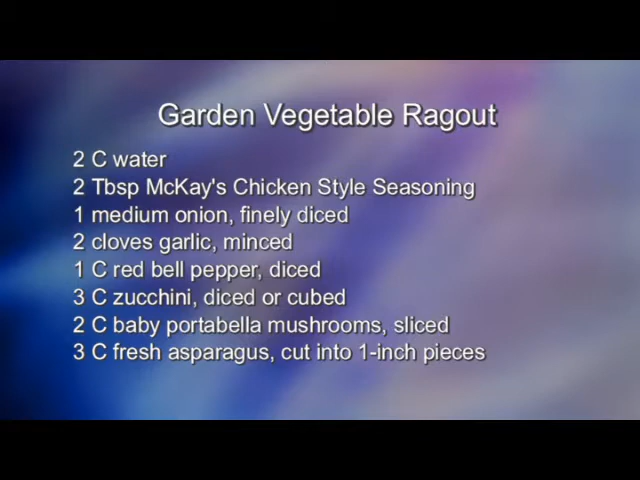 Garden Vegetable Ragout
2 C water
2 Tbsp McKay's Chicken Style Seasoning
1 medium onion, finely diced
2 cloves garlic, minced
1 C red bell pepper, diced
3 C zucchini, diced or cubed
2 C baby portabella mushrooms, sliced
3 C fresh asparagus, cut into 1-inch pieces